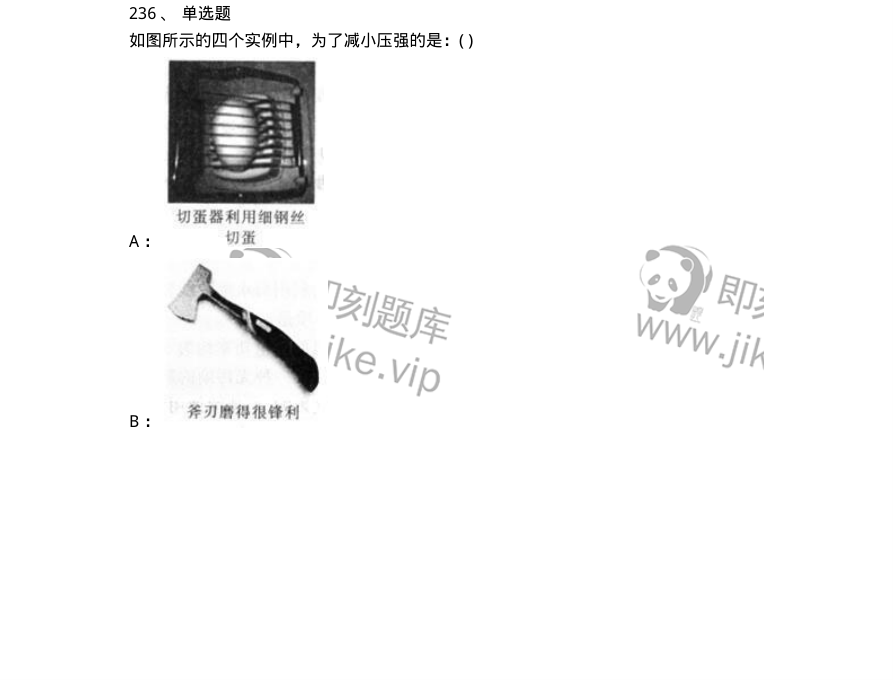 236 、 单选题
如图所示的四个实例中，为了减小压强的是：( )
切蛋器利用细钢丝
切蛋
A：
即刻题库
ike.vip
即刻
www.jik
斧刃磨得很锋利
B：